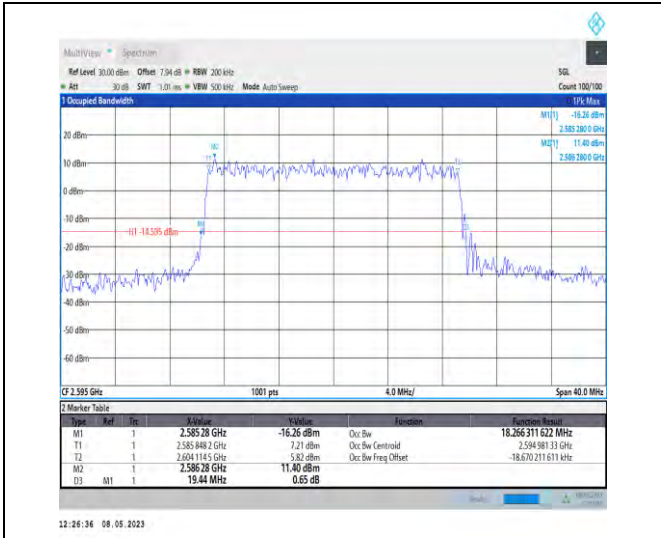 MultiView Spectrum
Ref Level 30.00 dBm Offset 7.94 dB RBW 200 kHz SGL
Att 30 dB SWT 1.01 ms VBW 500 kHz Mode Auto Sweep Count 100/100
1 Occupied Bandwidth 1Pk Max
M1[1] -16.26 dBm
2.585 280 0 GHz
M2[1] 11.40 dBm
2.586 280 0 GHz
20 dBm
M2
T1 T2
10 dBm
0 dBm
-10 dBm
M1
H1 -14.595 dBm
-20 dBm
-30 dBm
-40 dBm
-50 dBm
-60 dBm
CF 2.595 GHz 1001 pts 4.0 MHz/ Span 40.0 MHz
2 Marker Table
Type Ref Trc X-Value Y-Value Function Function Result
M1 1 2.585 28 GHz -16.26 dBm Occ Bw 18.266 311 622 MHz
T1 1 2.585 848 2 GHz 7.21 dBm Occ Bw Centroid 2.594 981 33 GHz
T2 1 2.604 114 5 GHz 5.82 dBm Occ Bw Freq Offset -18.670 211 611 kHz
M2 1 2.586 28 GHz 11.40 dBm
D3 M1 1 19.44 MHz 0.65 dB
12:26:36 08.05.2023